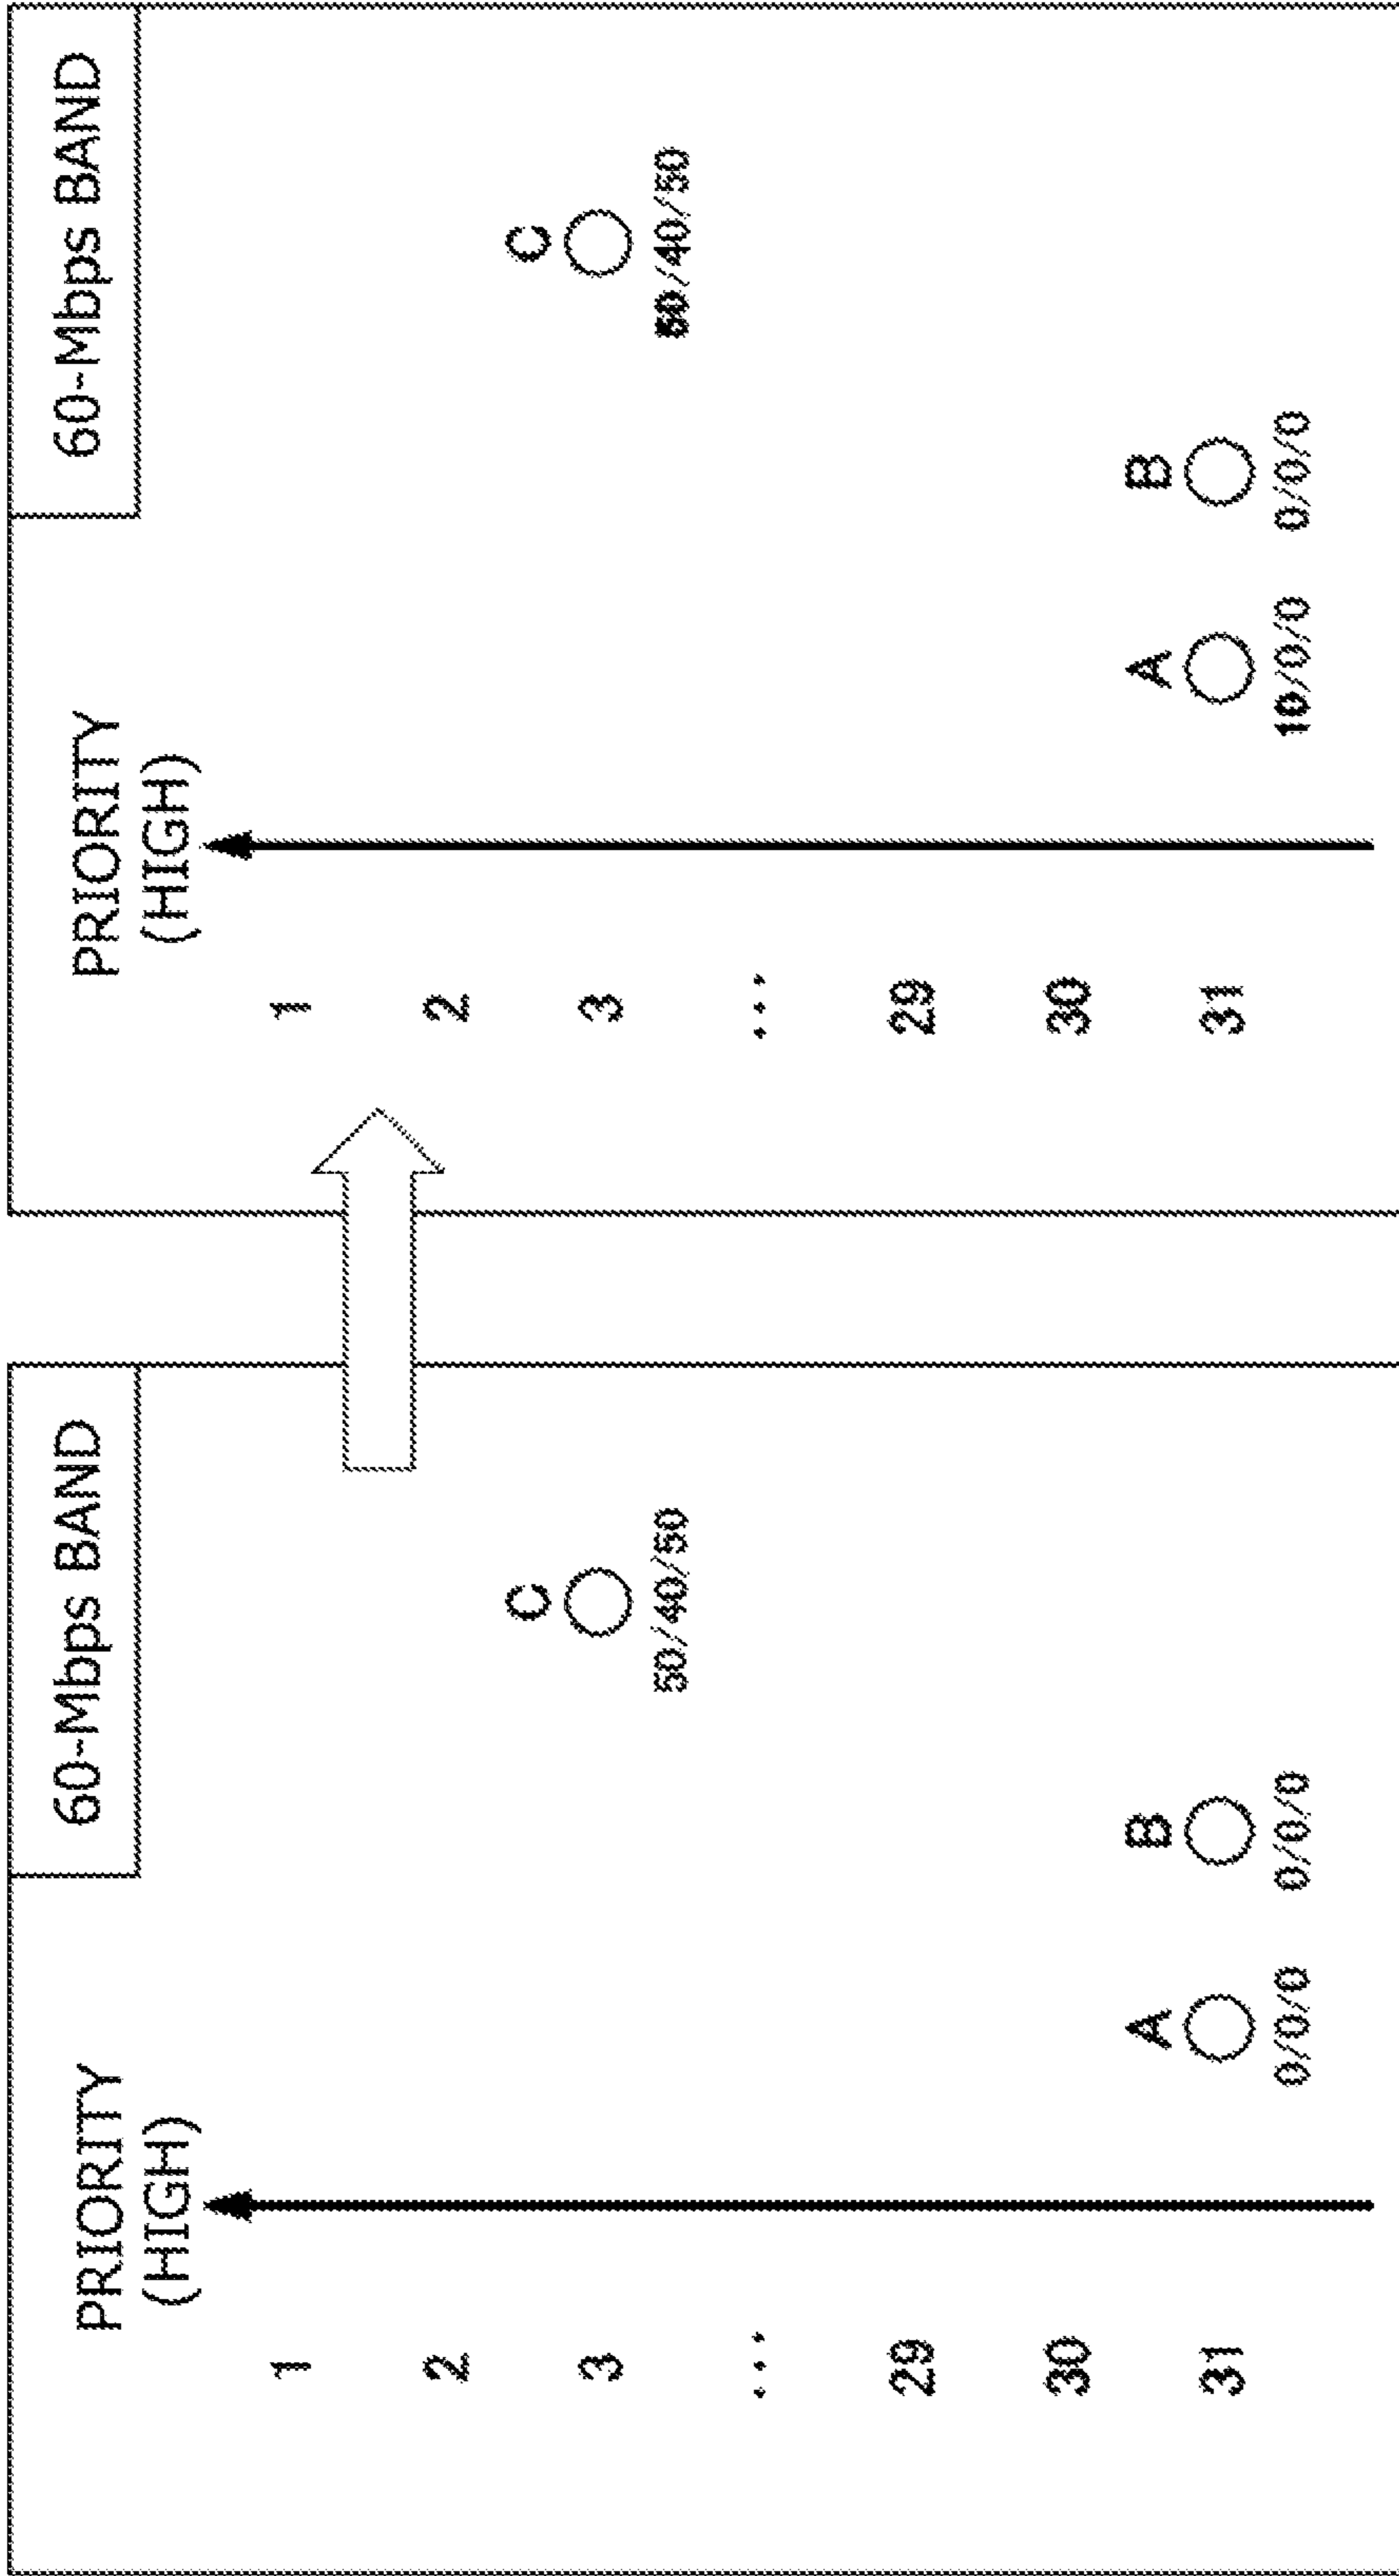 60-Mbps BAND
PRIORITY
(HIGH)
1
2
3
C
50/40/50
...
29
30
31
A
B
0/0/0
0/0/0
60-Mbps BAND
PRIORITY
(HIGH)
1
2
3
C
50/40/50
...
29
30
31
A
B
10/0/0
0/0/0